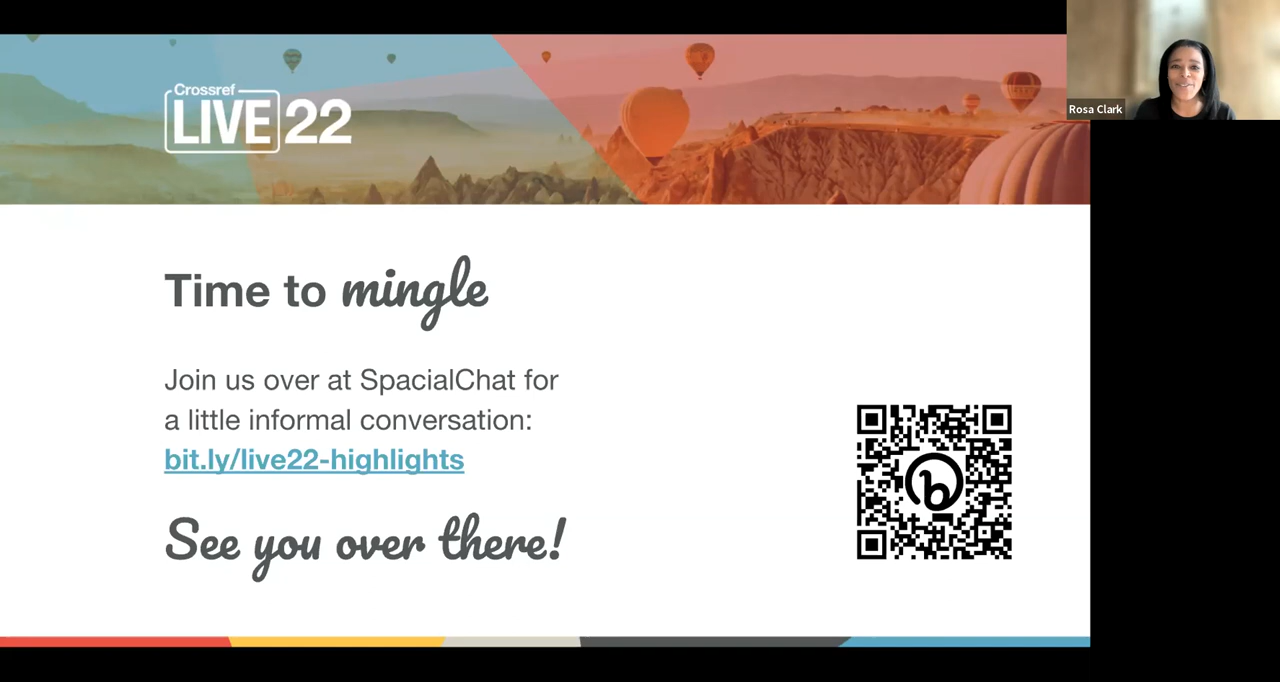 Crossref
LIVE22
Rosa Clark
Time to mingle
Join us over at SpacialChat for
a little informal conversation:
bit.ly/live22-highlights
See you over there!
b